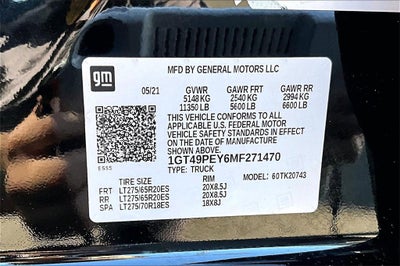 gm
MFD BY GENERAL MOTORS LLC
05/21 GVWR GAWR FRT GAWR RR
5148 KG 2540 KG 2994 KG
11350 LB 5600 LB 6600 LB
THIS VEHICLE CONFORMS TO ALL
APPLICABLE U.S. FEDERAL MOTOR
VEHICLE SAFETY STANDARDS IN EFFECT
ON THE DATE OF MANUFACTURE
SHOWN ABOVE.
1GT49PEY6MF271470
ES15 TYPE: TRUCK
TIRE SIZE RIM MODEL: 60TK20743
FRT LT275/65R20ES 20X8.5J
RR LT275/65R20ES 20X8.5J
SPA LT275/70R18ES 18X8J